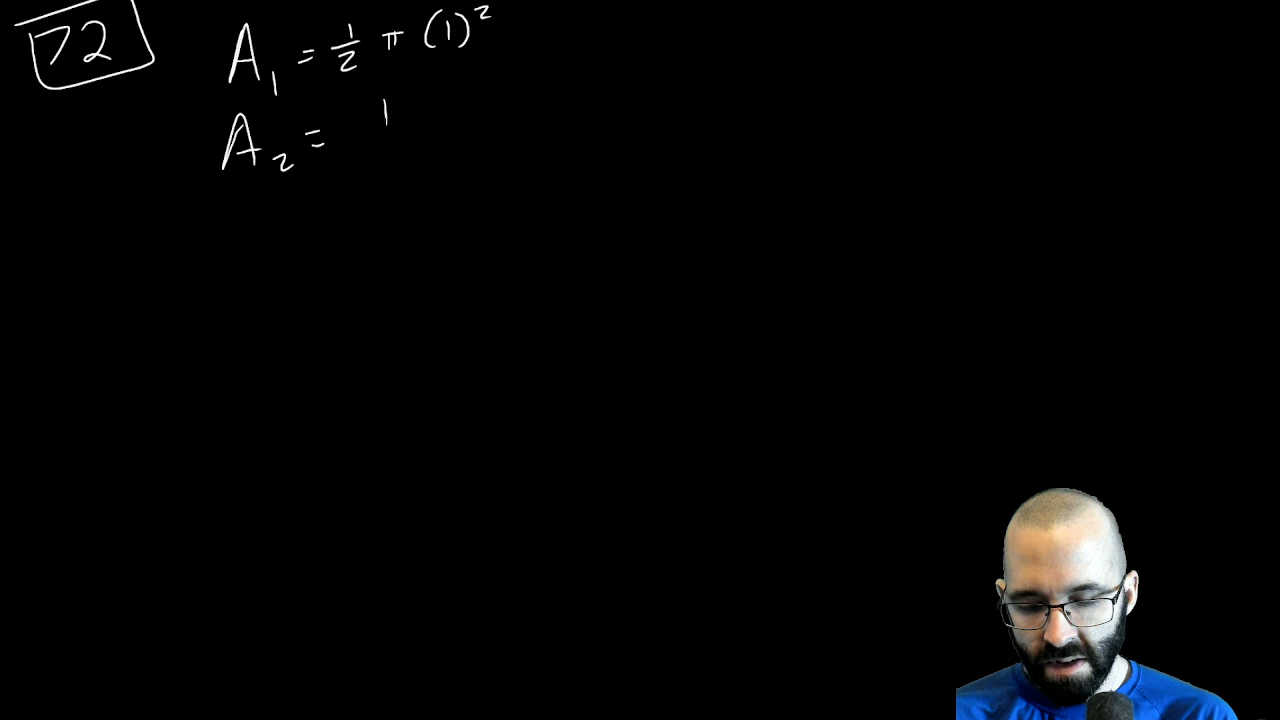 72
A₁ = ½ π (1)²
A₂ = 1